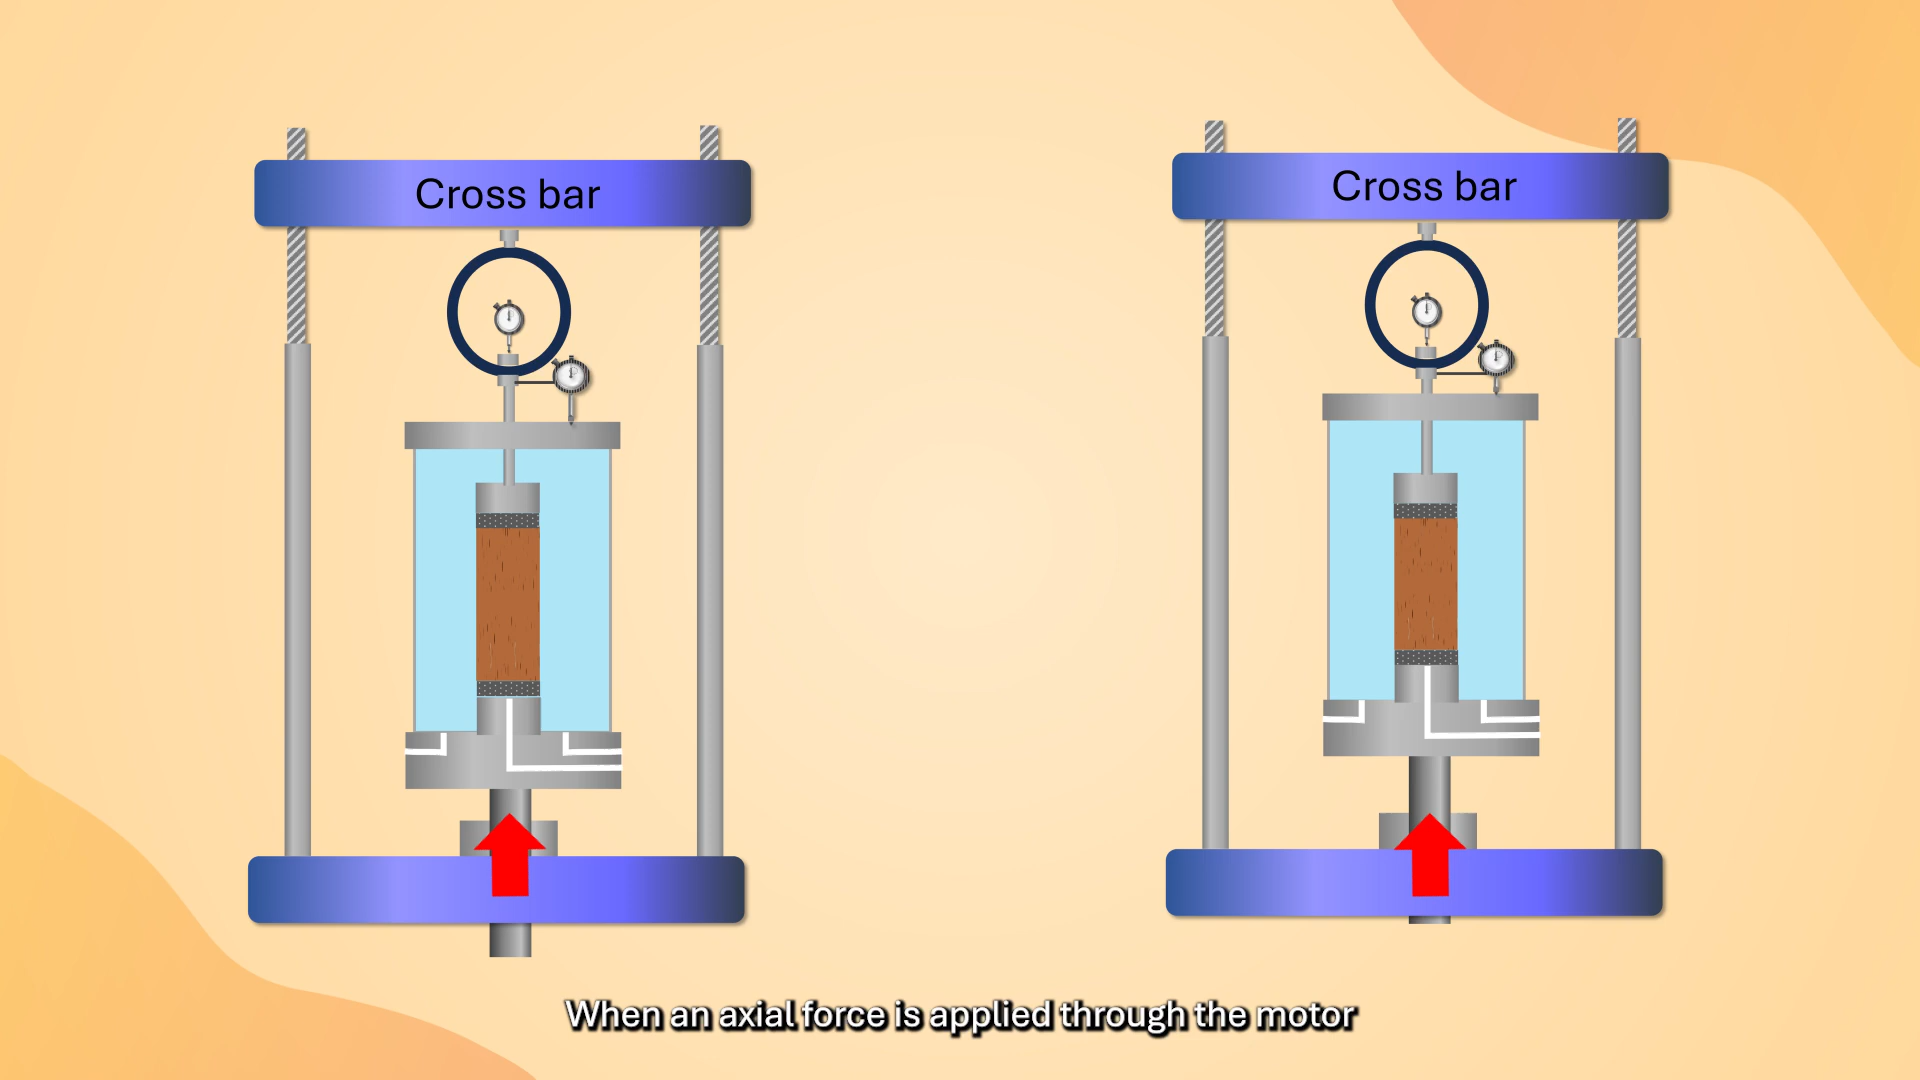 Cross bar
Cross bar
When an axial force is applied through the motor